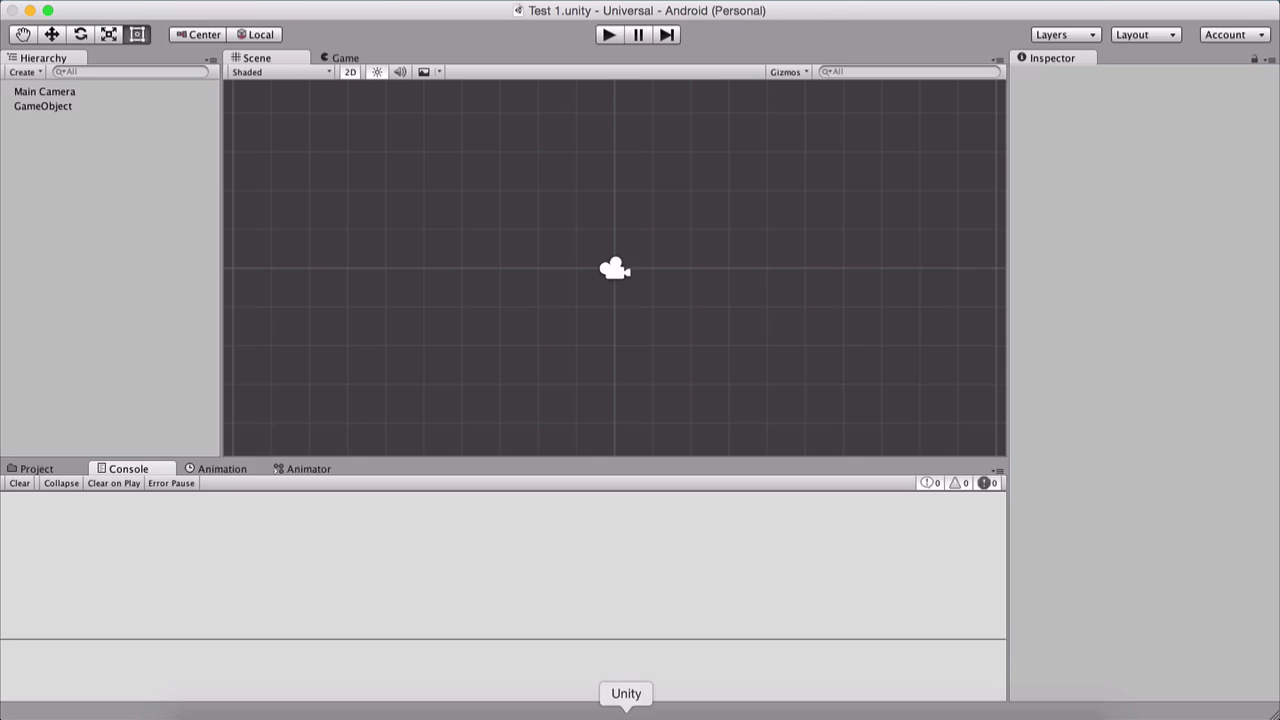 Test 1.unity - Universal - Android (Personal)
Center Local Layers Layout Account
Hierarchy Scene Game Inspector
Create All Shaded 2D Gizmos All
Main Camera
GameObject
Project Console Animation Animator
Clear Collapse Clear on Play Error Pause 0 0 0
Unity